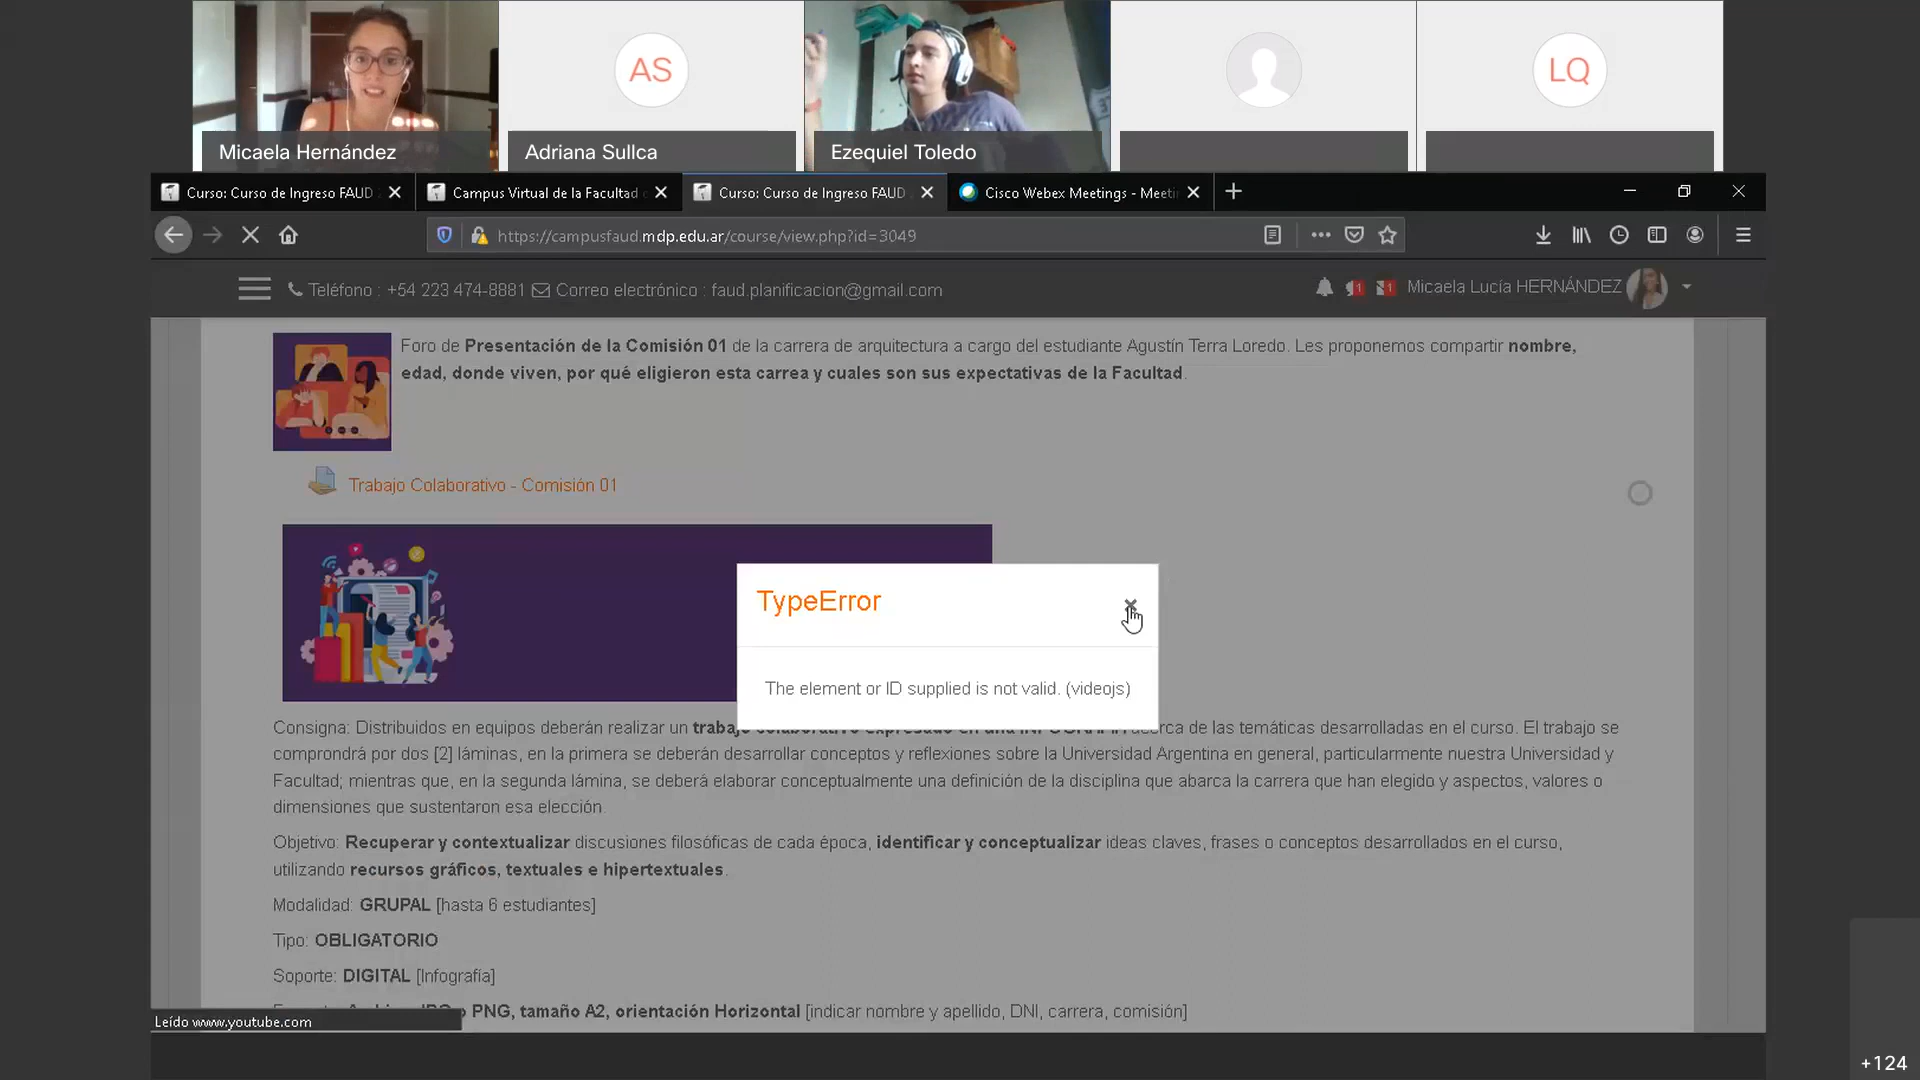 AS
LQ
Micaela Hernández
Adriana Sullca
Ezequiel Toledo
Curso: Curso de Ingreso FAUD
Campus Virtual de la Facultad
Curso: Curso de Ingreso FAUD
Cisco Webex Meetings - Meeti
https://campusfaud.mdp.edu.ar/course/view.php?id=3049
Teléfono : +54 223 474-8881 Correo electrónico : faud.planificacion@gmail.com
1
1
Micaela Lucía HERNÁNDEZ
Foro de Presentación de la Comisión 01 de la carrera de arquitectura a cargo del estudiante Agustín Terra Loredo. Les proponemos compartir nombre,
edad, donde viven, por qué eligieron esta carrea y cuales son sus expectativas de la Facultad.
Trabajo Colaborativo - Comisión 01
TypeError
The element or ID supplied is not valid. (videojs)
Consigna: Distribuidos en equipos deberán realizar un trabajo colaborativo expresado en una acerca de las temáticas desarrolladas en el curso. El trabajo se
comprondrá por dos [2] láminas, en la primera se deberán desarrollar conceptos y reflexiones sobre la Universidad Argentina en general, particularmente nuestra Universidad y
Facultad; mientras que, en la segunda lámina, se deberá elaborar conceptualmente una definición de la disciplina que abarca la carrera que han elegido y aspectos, valores o
dimensiones que sustentaron esa elección.
Objetivo: Recuperar y contextualizar discusiones filosóficas de cada época, identificar y conceptualizar ideas claves, frases o conceptos desarrollados en el curso,
utilizando recursos gráficos, textuales e hipertextuales.
Modalidad: GRUPAL [hasta 6 estudiantes]
Tipo: OBLIGATORIO
Soporte: DIGITAL [Infografía]
PNG, tamaño A2, orientación Horizontal [indicar nombre y apellido, DNI, carrera, comisión]
Leído www.youtube.com
+124